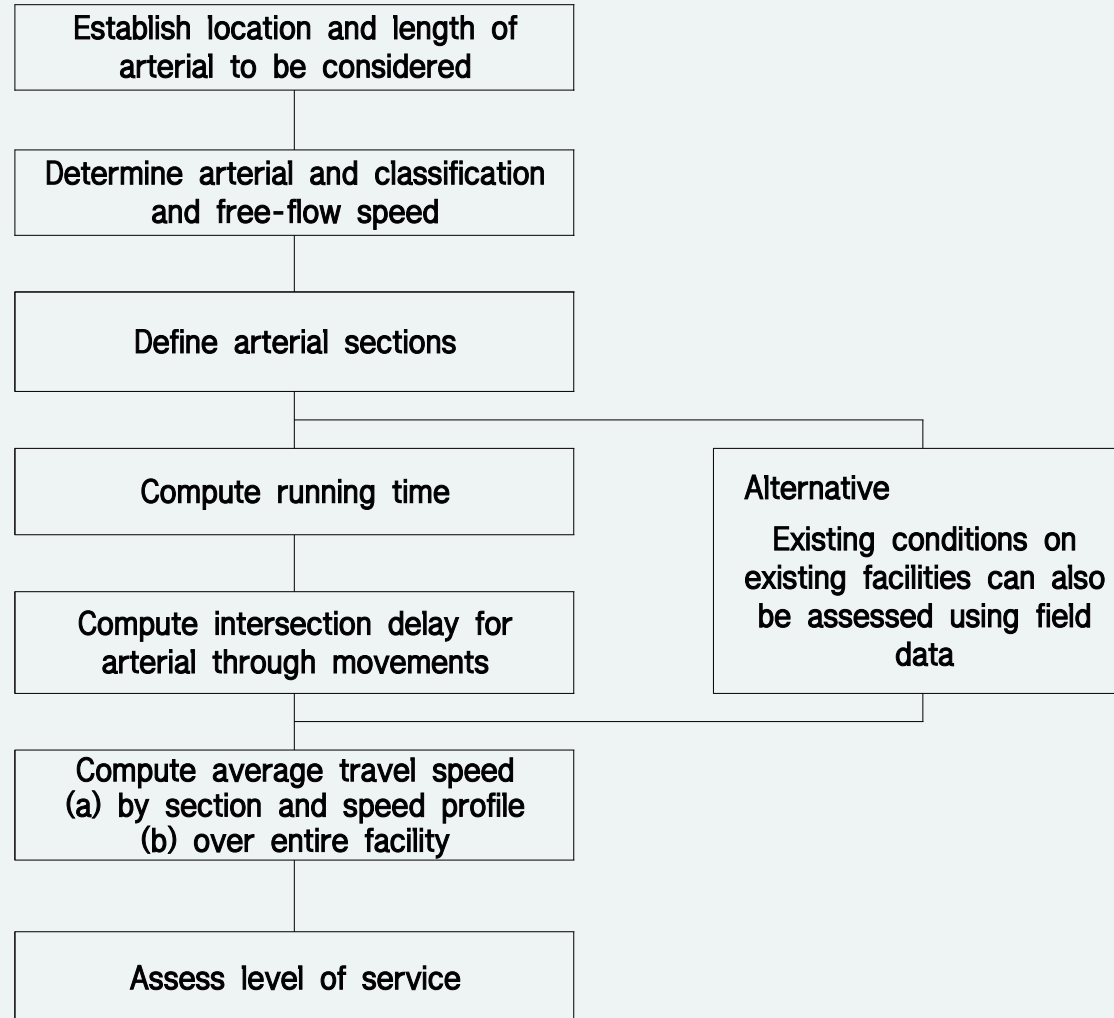 Establish location and length of
arterial to be considered
Determine arterial and classification
and free-flow speed
Define arterial sections
Compute running time
Compute intersection delay for
arterial through movements
Alternative
Existing conditions on
existing facilities can also
be assessed using field
data
Compute average travel speed
(a) by section and speed profile
(b) over entire facility
Assess level of service